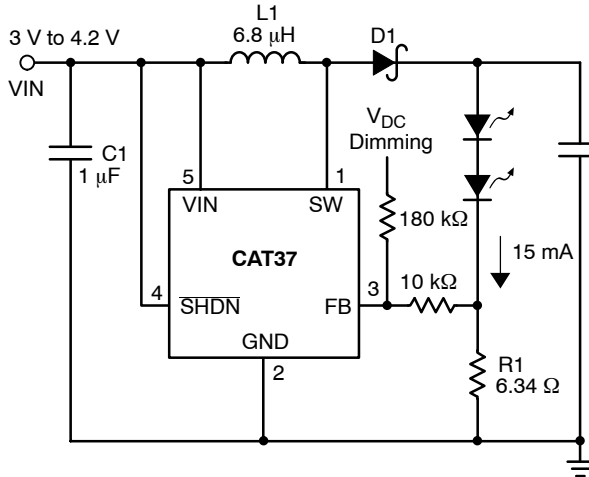 L1
6.8 μH
3 V to 4.2 V
VIN
D1
C1
1 μF
V_DC
Dimming
5
1
VIN
SW
180 kΩ
CAT37
15 mA
4
SHDN
3
FB
10 kΩ
GND
2
R1
6.34 Ω